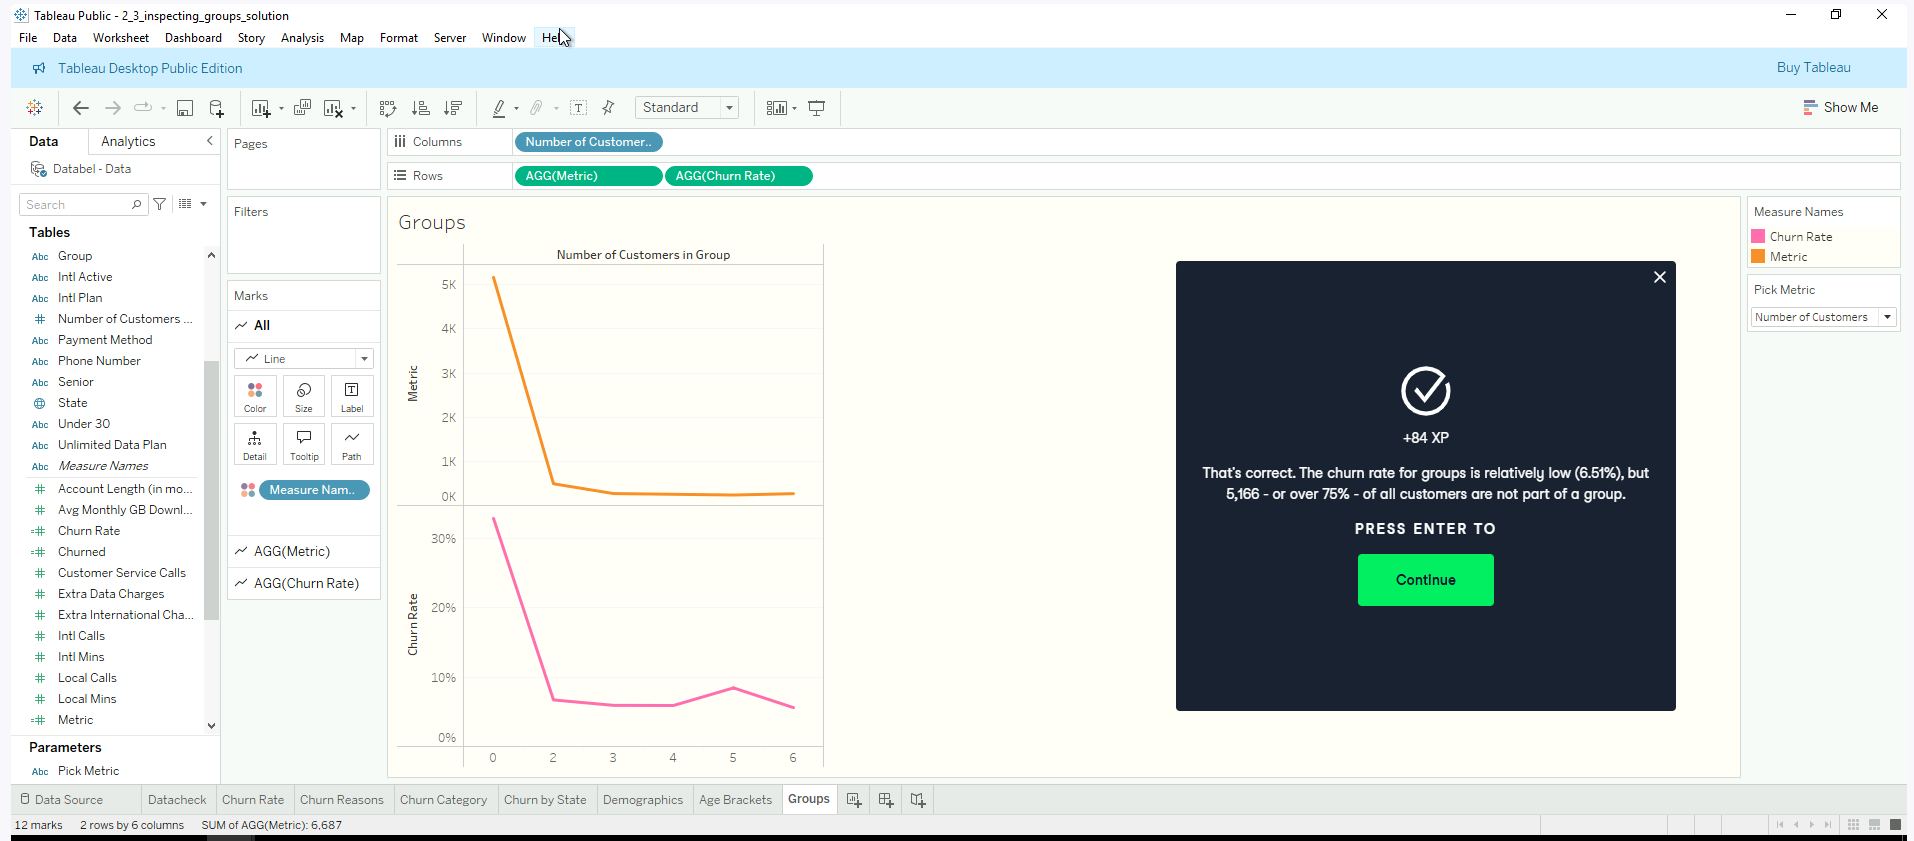 Tableau Public - 2_3_inspecting_groups_solution
File Data Worksheet Dashboard Story Analysis Map Format Server Window
Tableau Desktop Public Edition
Buy Tableau
Standard
Show Me
Data Analytics
Databel - Data
Search
Tables
Abc Group
Abc Intl Active
Abc Intl Plan
# Number of Customers ...
Abc Payment Method
Abc Phone Number
Abc Senior
State
Abc Under 30
Abc Unlimited Data Plan
Abc Measure Names
# Account Length (in mo...
# Avg Monthly GB Downl...
=# Churn Rate
=# Churned
# Customer Service Calls
# Extra Data Charges
# Extra International Cha...
# Intl Calls
# Intl Mins
# Local Calls
# Local Mins
=# Metric
Parameters
Abc Pick Metric
Pages
Filters
Marks
All
Line
Color Size Label
Detail Tooltip Path
Measure Nam..
AGG(Metric)
AGG(Churn Rate)
Columns Number of Customer..
Rows AGG(Metric) AGG(Churn Rate)
Groups
Number of Customers in Group
5K
4K
3K
2K
1K
0K
Metric
30%
20%
10%
0%
Churn Rate
0 2 3 4 5 6
+84 XP
That's correct. The churn rate for groups is relatively low (6.51%), but
5,166 - or over 75% - of all customers are not part of a group.
PRESS ENTER TO
Continue
Measure Names
Churn Rate
Metric
Pick Metric
Number of Customers
Data Source Datacheck Churn Rate Churn Reasons Churn Category Churn by State Demographics Age Brackets Groups
12 marks 2 rows by 6 columns SUM of AGG(Metric): 6,687